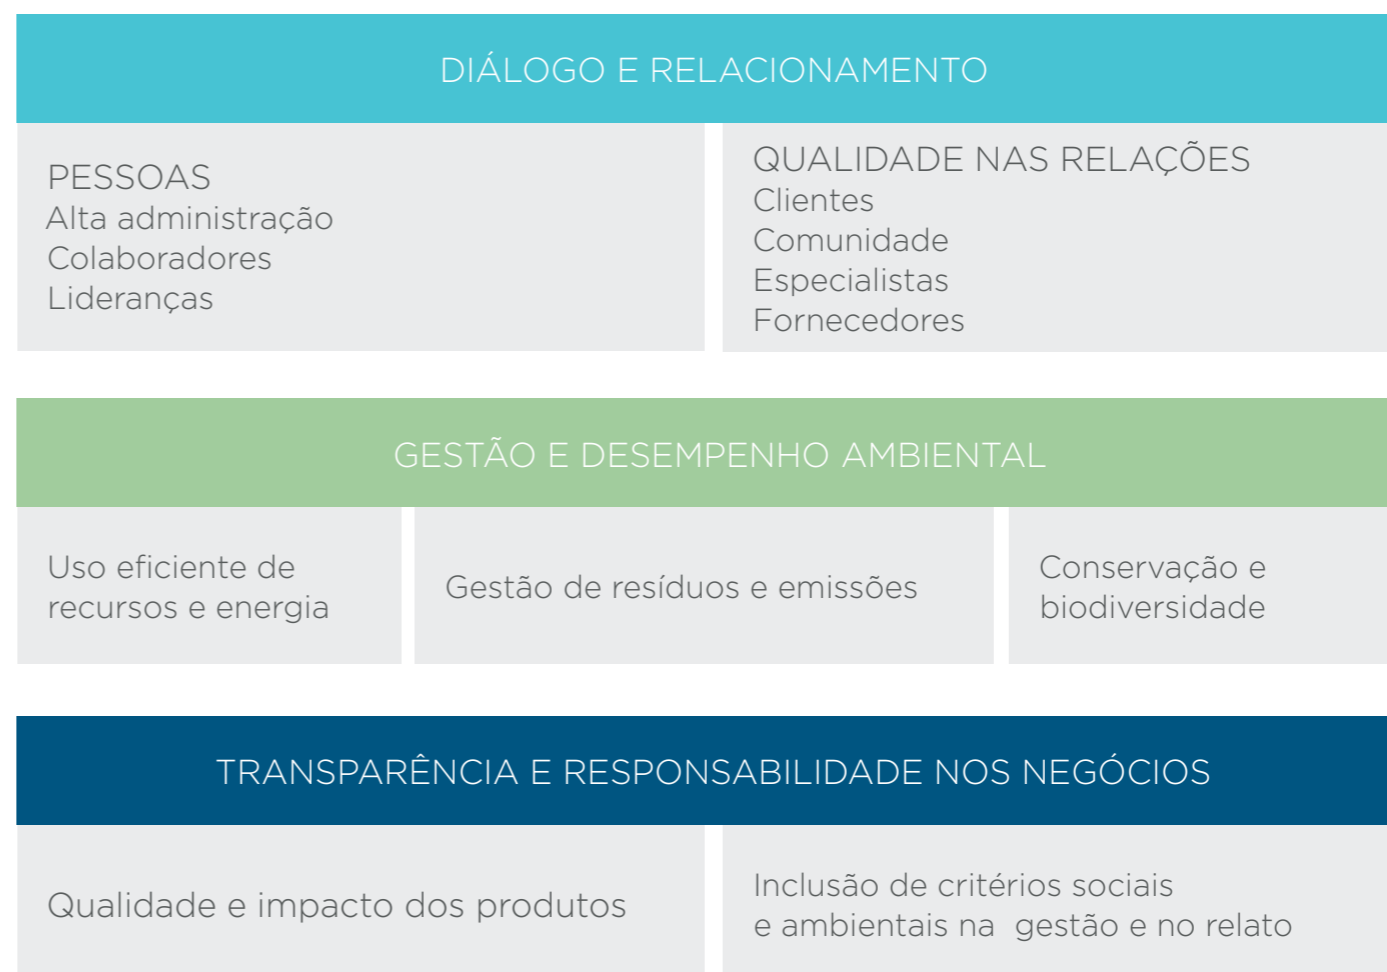 DIÁLOGO E RELACIONAMENTO
PESSOAS
Alta administração
Colaboradores
Lideranças
QUALIDADE NAS RELAÇÕES
Clientes
Comunidade
Especialistas
Fornecedores
GESTÃO E DESEMPENHO AMBIENTAL
Uso eficiente de
recursos e energia
Gestão de resíduos e emissões
Conservação e
biodiversidade
TRANSPARÊNCIA E RESPONSABILIDADE NOS NEGÓCIOS
Qualidade e impacto dos produtos
Inclusão de critérios sociais
e ambientais na  gestão e no relato